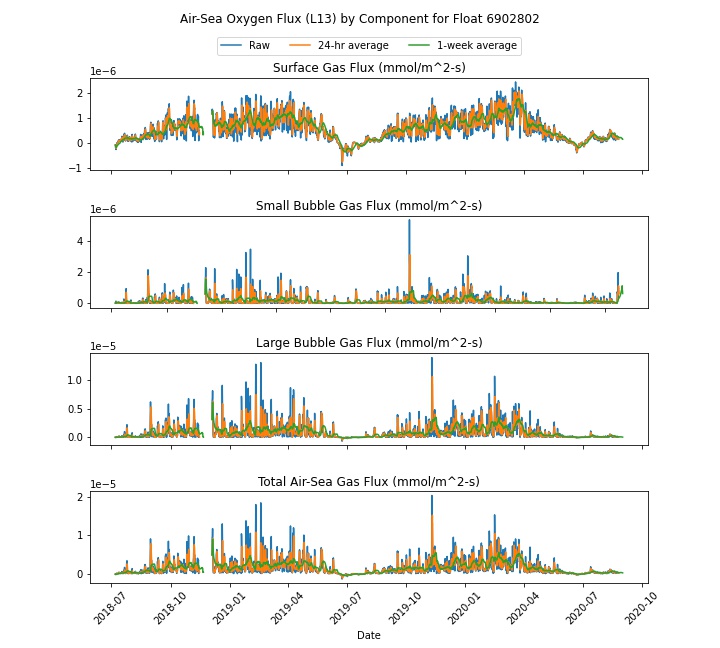 Air-Sea Oxygen Flux (L13) by Component for Float 6902802
Raw 24-hr average 1-week average
1e−6
Surface Gas Flux (mmol/m^2-s)
2
1
0
−1
1e−6
Small Bubble Gas Flux (mmol/m^2-s)
4
2
0
1e−5
Large Bubble Gas Flux (mmol/m^2-s)
1.0
0.5
0.0
1e−5
Total Air-Sea Gas Flux (mmol/m^2-s)
2
1
0
2018-07 2018-10 2019-01 2019-04 2019-07 2019-10 2020-01 2020-04 2020-07 2020-10
Date